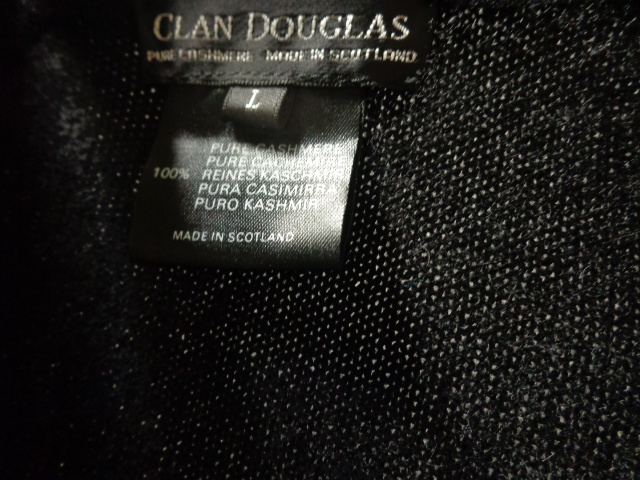 CLAN DOUGLAS
PURE CASHMERE MADE IN SCOTLAND
L
PURE CASHMERE
PURE CACHEMIRE
100% REINES KASCHMIR
PURA CASIMIRRA
PURO KASHMIR
MADE IN SCOTLAND